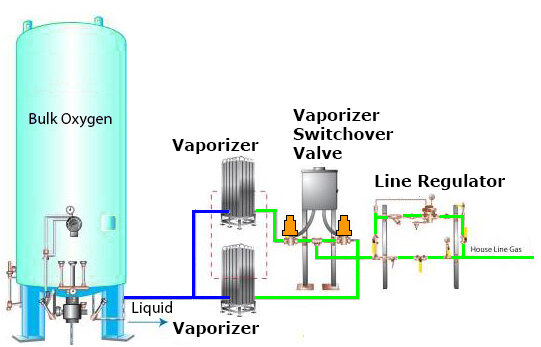 Bulk Oxygen
Vaporizer
Vaporizer
Switchover
Valve
Line Regulator
House Line Gas
Liquid
Vaporizer